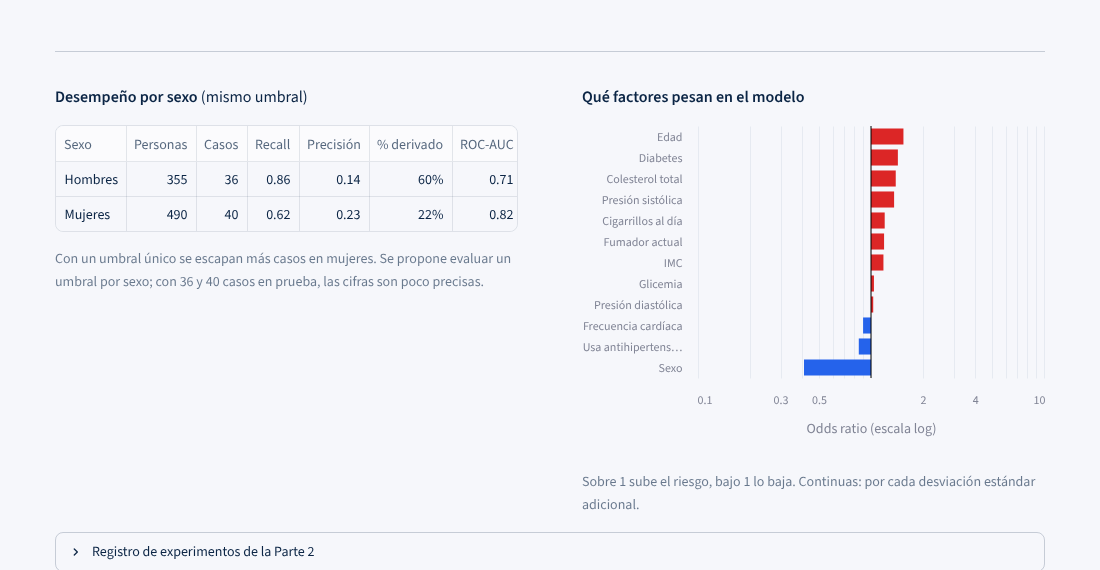 Desempeño por sexo (mismo umbral)
Sexo Personas Casos Recall Precisión % derivado ROC-AUC
Hombres 355 36 0.86 0.14 60% 0.71
Mujeres 490 40 0.62 0.23 22% 0.82
Con un umbral único se escapan más casos en mujeres. Se propone evaluar un
umbral por sexo; con 36 y 40 casos en prueba, las cifras son poco precisas.
Qué factores pesan en el modelo
Edad
Diabetes
Colesterol total
Presión sistólica
Cigarrillos al día
Fumador actual
IMC
Glicemia
Presión diastólica
Frecuencia cardíaca
Usa antihipertens…
Sexo
0.1 0.3 0.5 2 4 10
Odds ratio (escala log)
Sobre 1 sube el riesgo, bajo 1 lo baja. Continuas: por cada desviación estándar
adicional.
Registro de experimentos de la Parte 2